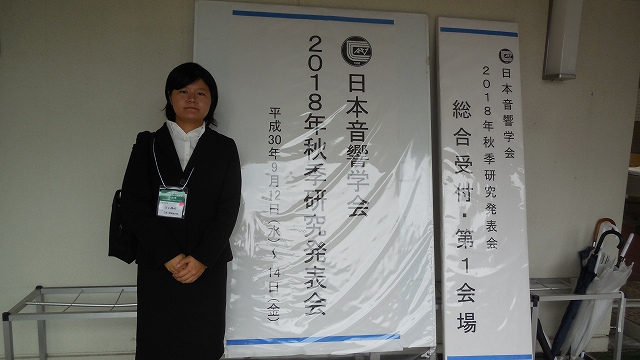 日本音響学会
2018年秋季研究発表会
平成30年9月12日(水)～14日(金)
日本音響学会
2018年秋季研究発表会
総合受付・第1会場